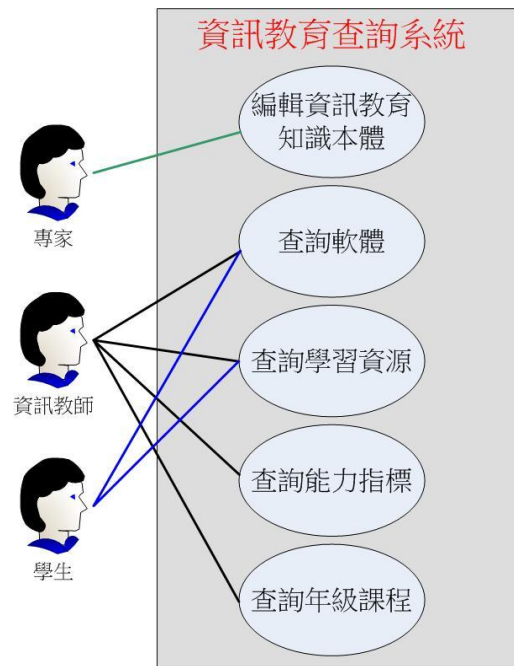 資訊教育查詢系統
編輯資訊教育
知識本體
專家
查詢軟體
資訊教師
查詢學習資源
查詢能力指標
學生
查詢年級課程